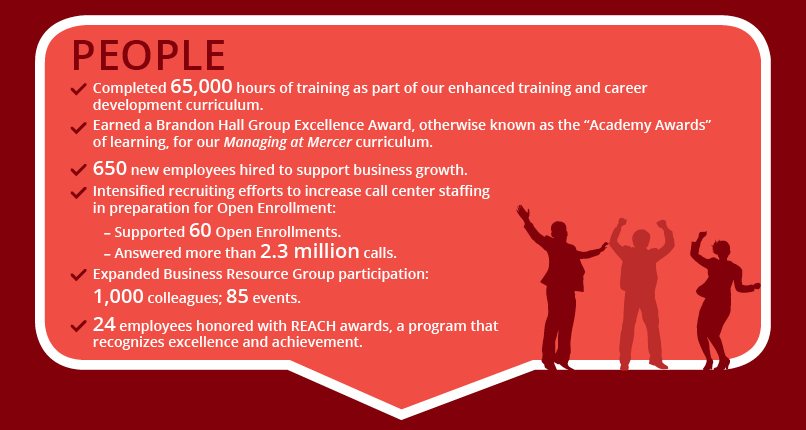 PEOPLE
Completed 65,000 hours of training as part of our enhanced training and career
development curriculum.
Earned a Brandon Hall Group Excellence Award, otherwise known as the “Academy Awards”
of learning, for our Managing at Mercer curriculum.
650 new employees hired to support business growth.
Intensified recruiting efforts to increase call center staffing
in preparation for Open Enrollment:
– Supported 60 Open Enrollments.
– Answered more than 2.3 million calls.
Expanded Business Resource Group participation:
1,000 colleagues; 85 events.
24 employees honored with REACH awards, a program that
recognizes excellence and achievement.